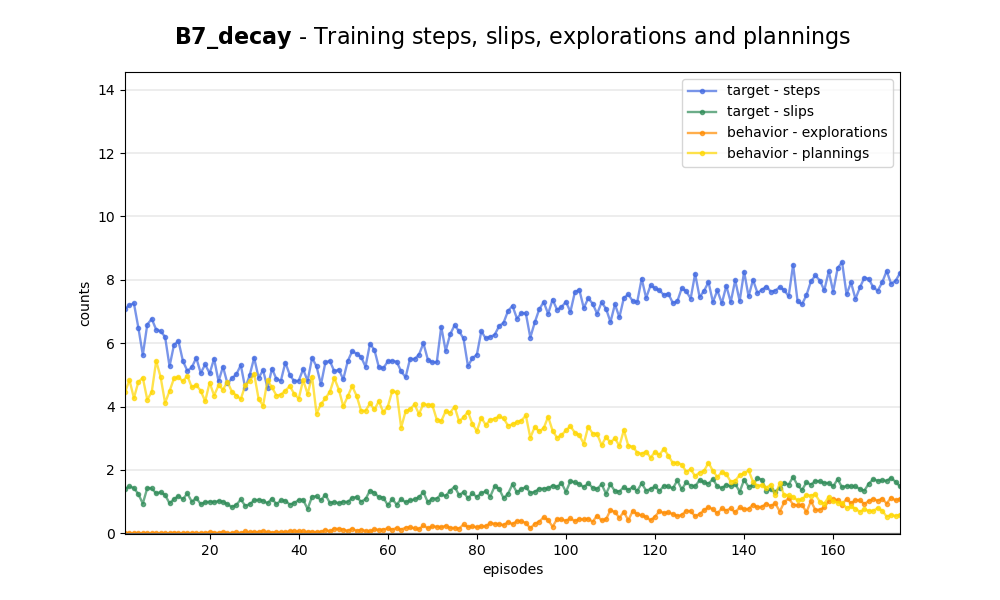 B7_decay - Training steps, slips, explorations and plannings
target - steps
target - slips
behavior - explorations
behavior - plannings
counts
14
12
10
8
6
4
2
0
20 40 60 80 100 120 140 160
episodes